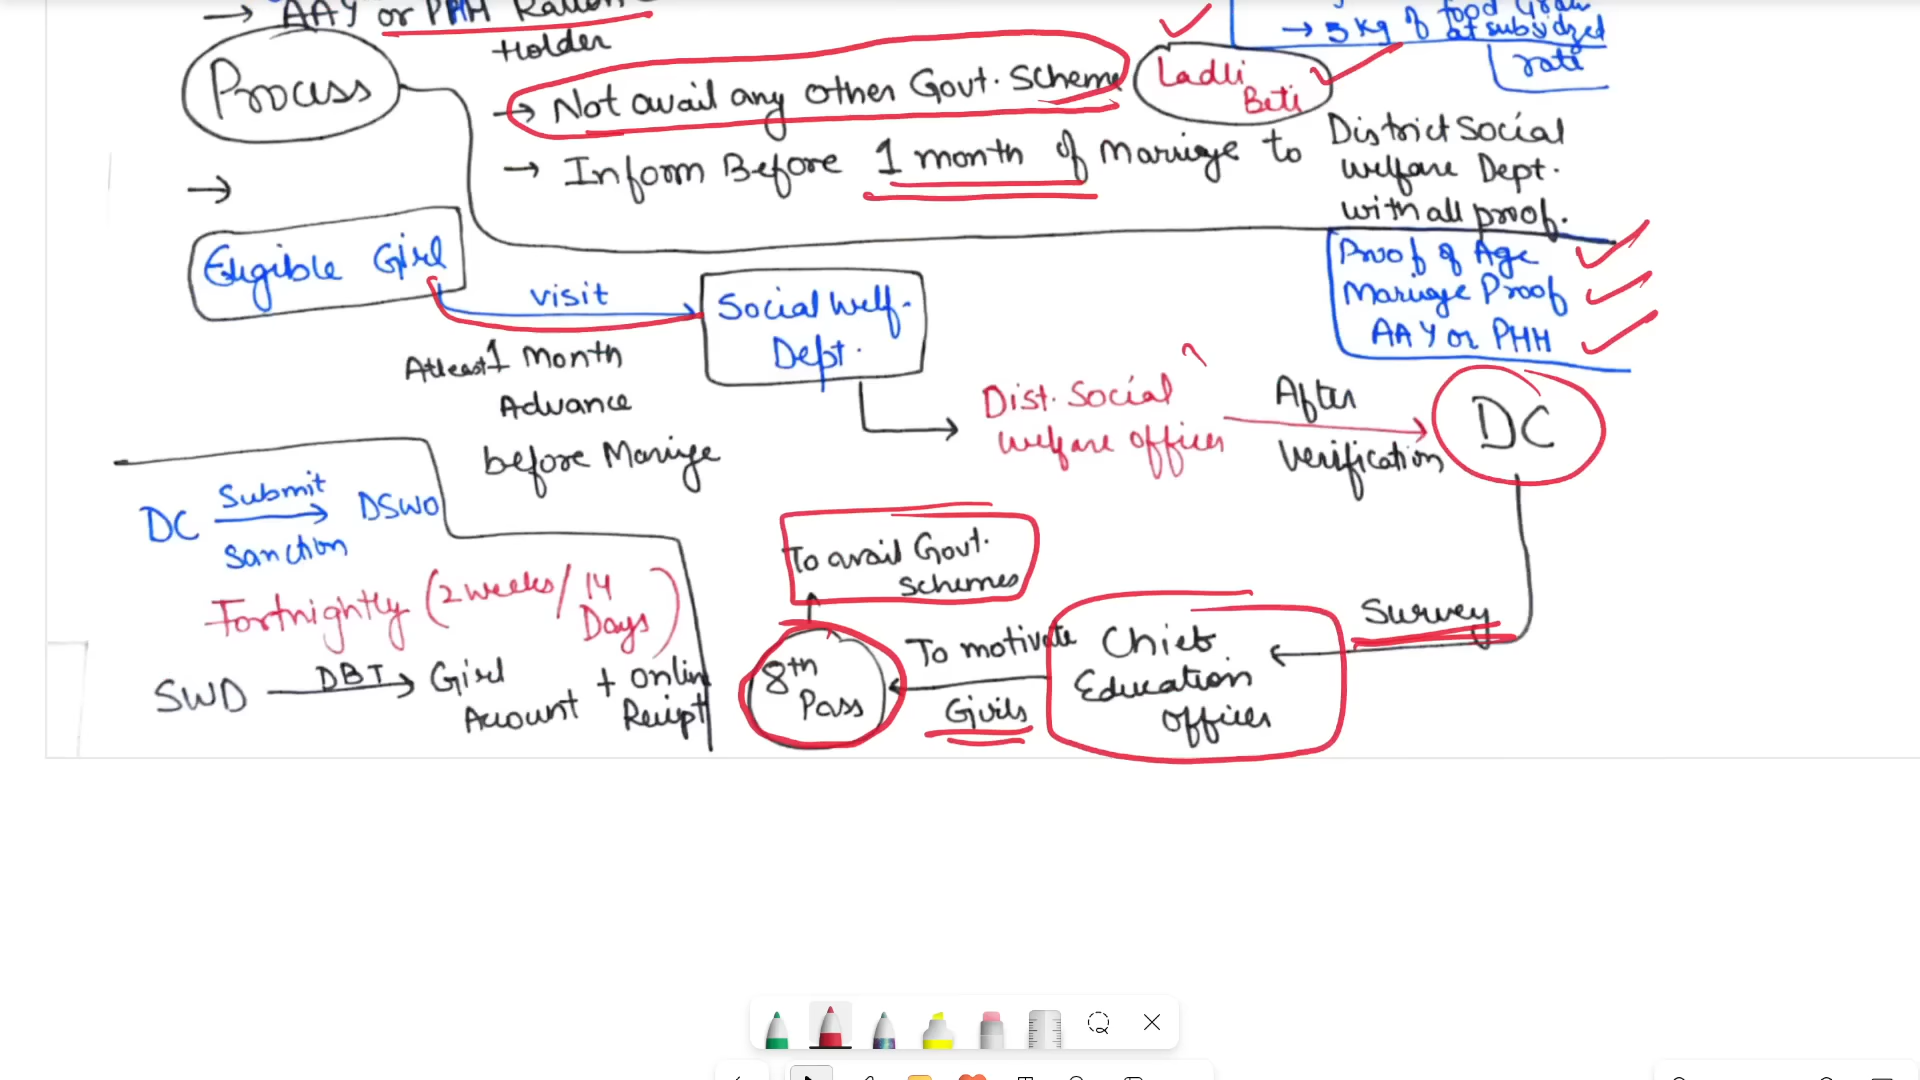 → AAY or PHH Ration
Holder
→ 5 kg of food Grain
at subsidized
rate
Process
→ Not avail any other Govt. Scheme
Ladli
Beti
→ Inform Before 1 month of Marriage to
District Social
welfare Dept.
with all proof.
→
Eligible Girl
visit
Social Welf.
Dept.
Proof of Age
Marriage Proof
AAY or PHH
Atleast 1 Month
Advance
before Marriage
Dist. Social
welfare officer
After
Verification
DC
DC Submit DSWO
Sanction
To avail Govt.
schemes
Survey
Fortnightly (2 weeks / 14
Days)
8th
Pass
To motivate
Girls
Chief
Education
officer
SWD DBT → Girl
Account
+ Online
Recipt